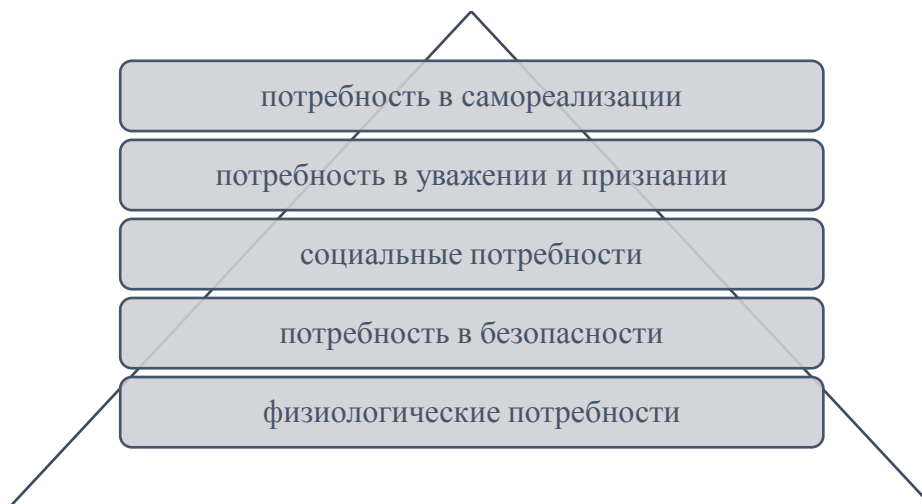 потребность в самореализации
потребность в уважении и признании
социальные потребности
потребность в безопасности
физиологические потребности